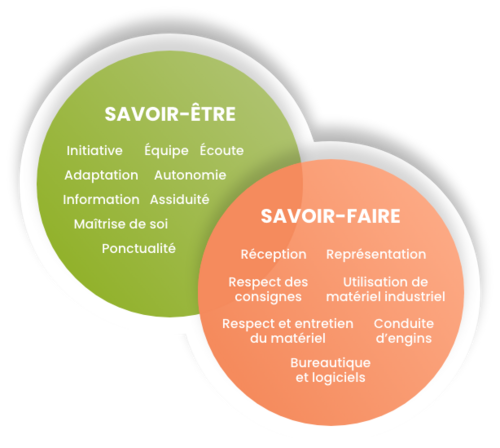 SAVOIR-ÊTRE
Initiative Équipe Écoute
Adaptation Autonomie
Information Assiduité
Maîtrise de soi
Ponctualité
SAVOIR-FAIRE
Réception Représentation
Respect des consignes
Utilisation de matériel industriel
Respect et entretien du matériel
Conduite d'engins
Bureautique
et logiciels